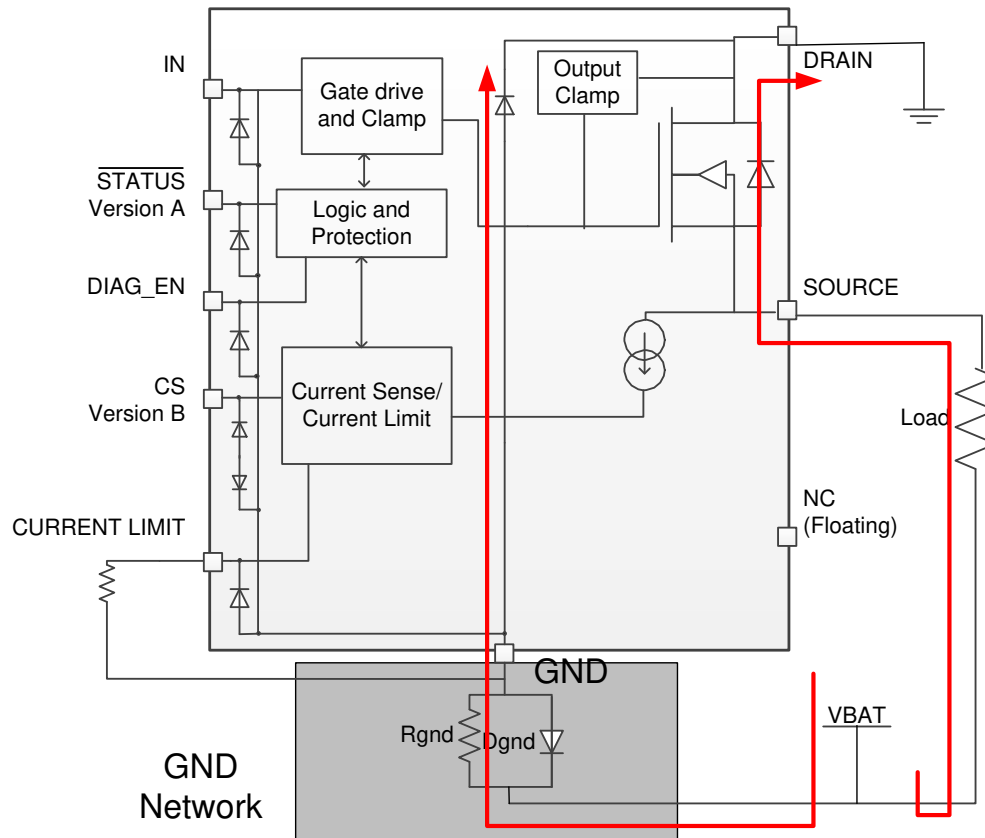 IN
STATUS
Version A
DIAG_EN
CS
Version B
CURRENT LIMIT
Gate drive
and Clamp
Logic and
Protection
Current Sense/
Current Limit
Output
Clamp
DRAIN
SOURCE
Load
NC
(Floating)
GND
Rgnd
Dgnd
VBAT
GND
Network